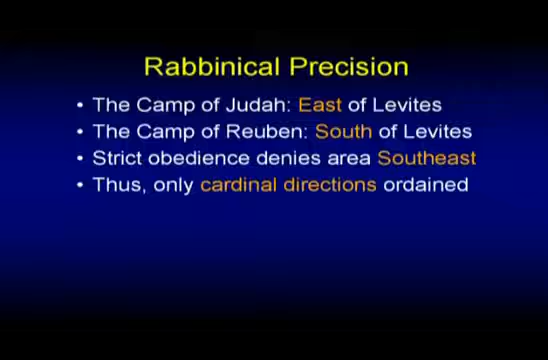 Rabbinical Precision
• The Camp of Judah: East of Levites
• The Camp of Reuben: South of Levites
• Strict obedience denies area Southeast
• Thus, only cardinal directions ordained